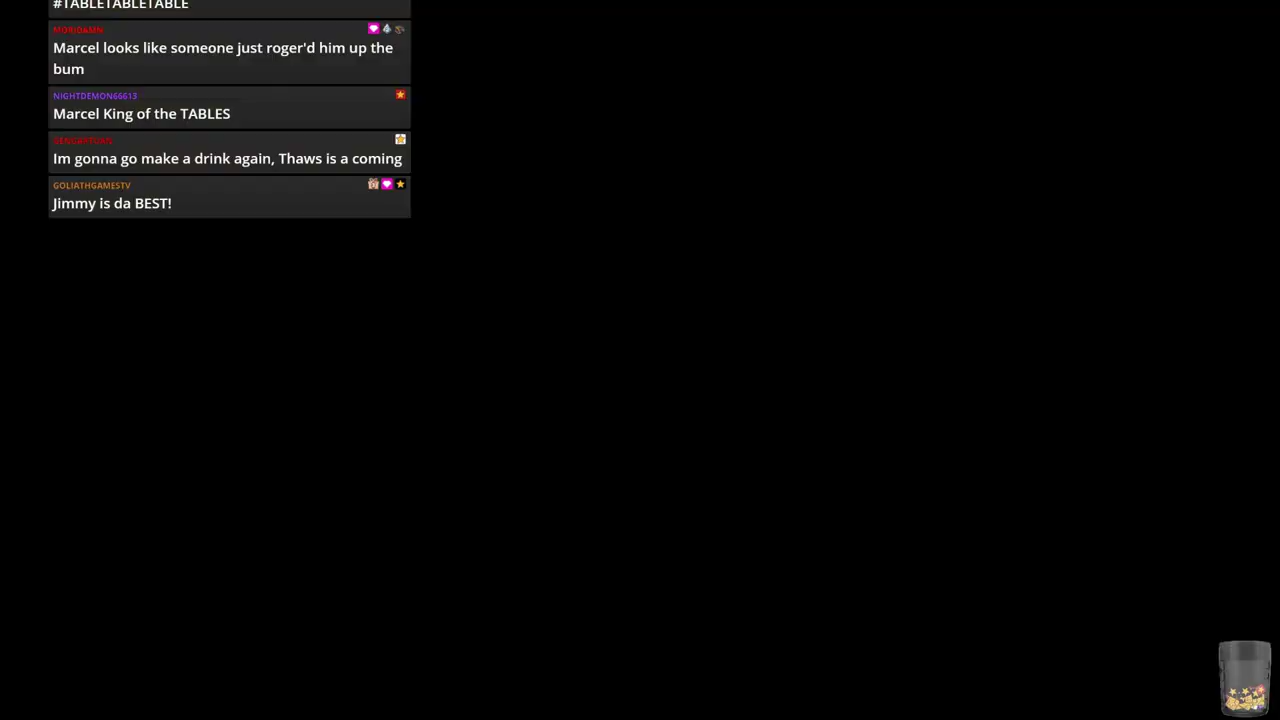 #TABLETABLETABLE
MORIDAMN
Marcel looks like someone just roger'd him up the
bum
NIGHTDEMON66613
Marcel King of the TABLES
Im gonna go make a drink again, Thaws is a coming
GOLIATHGAMESTV
Jimmy is da BEST!